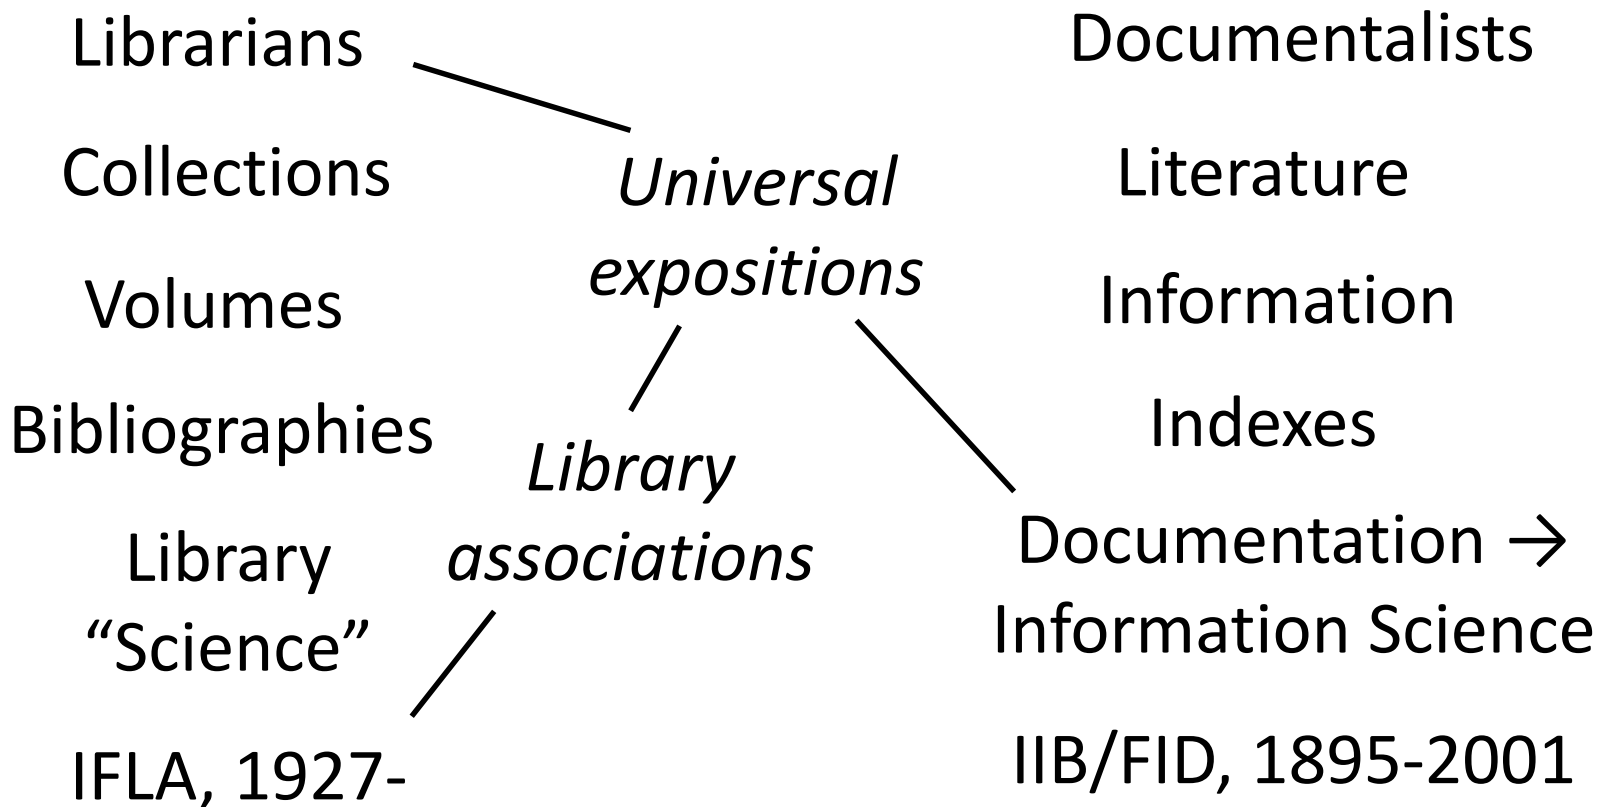 Librarians
Collections
Volumes
Bibliographies
Library
“Science”
IFLA, 1927-
Universal
expositions
Library
associations
Documentalists
Literature
Information
Indexes
Documentation →
Information Science
IIB/FID, 1895-2001